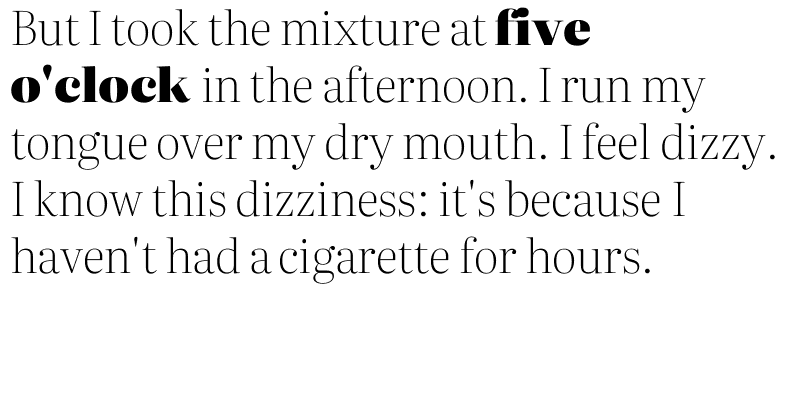 But I took the mixture at five
o'clock in the afternoon. I run my
tongue over my dry mouth. I feel dizzy.
I know this dizziness: it's because I
haven't had a cigarette for hours.